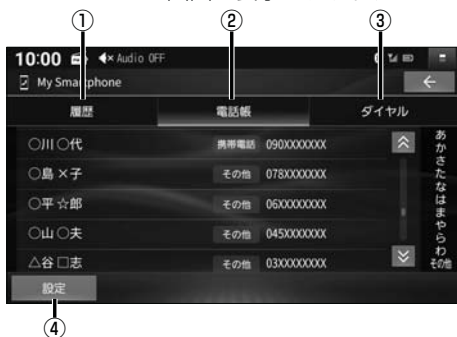 ① ② ③
10:00 Audio OFF
My Smartphone
履歴 電話帳 ダイヤル
○川 ○代 携帯電話 090XXXXXXX
○島 ×子 その他 078XXXXXXX
○平 ☆郎 その他 06XXXXXXXX
○山 ○夫 その他 045XXXXXXX
△谷 □志 その他 03XXXXXXXX
あ
か
さ
た
な
は
ま
や
ら
わ
その他
設定
④